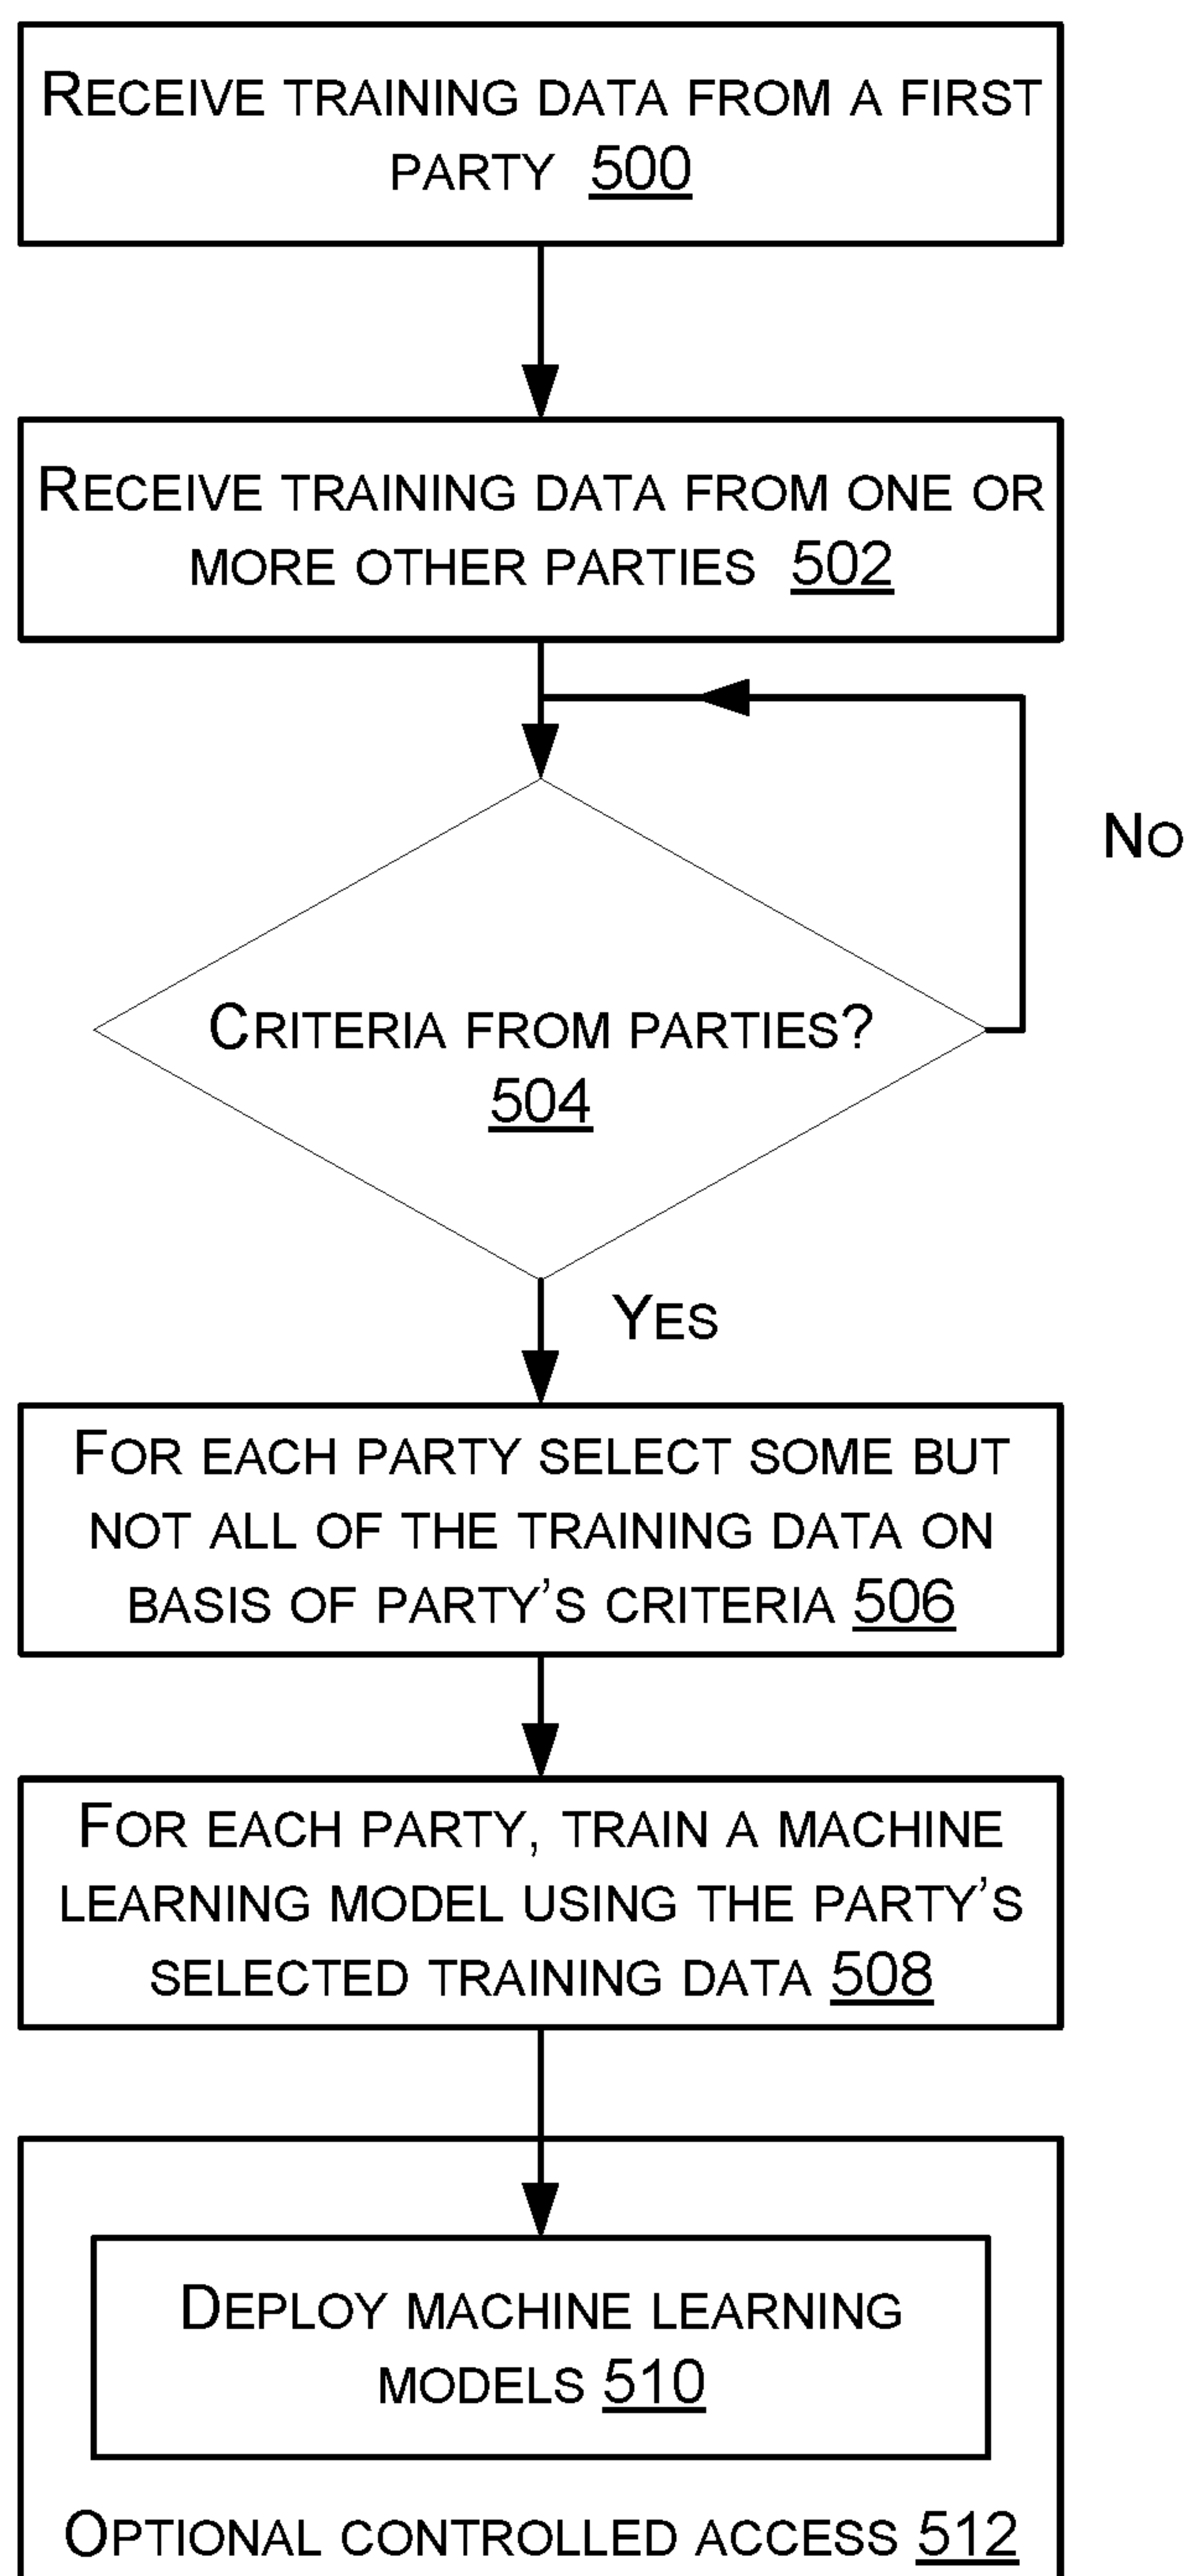 RECEIVE TRAINING DATA FROM A FIRST
PARTY 500
RECEIVE TRAINING DATA FROM ONE OR
MORE OTHER PARTIES 502
NO
CRITERIA FROM PARTIES?
504
YES
FOR EACH PARTY SELECT SOME BUT
NOT ALL OF THE TRAINING DATA ON
BASIS OF PARTY’S CRITERIA 506
FOR EACH PARTY, TRAIN A MACHINE
LEARNING MODEL USING THE PARTY’S
SELECTED TRAINING DATA 508
DEPLOY MACHINE LEARNING
MODELS 510
OPTIONAL CONTROLLED ACCESS 512